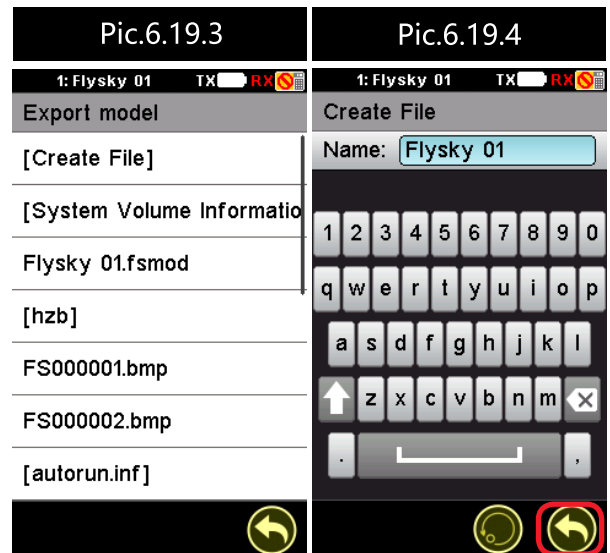 Pic.6.19.3
1: Flysky 01 TX RX
Export model
[Create File]
[System Volume Informatio
Flysky 01.fsmod
[hzb]
FS000001.bmp
FS000002.bmp
[autorun.inf]
Pic.6.19.4
1: Flysky 01 TX RX
Create File
Name: Flysky 01
1 2 3 4 5 6 7 8 9 0
q w e r t y u i o p
a s d f g h j k l
z x c v b n m
. ,